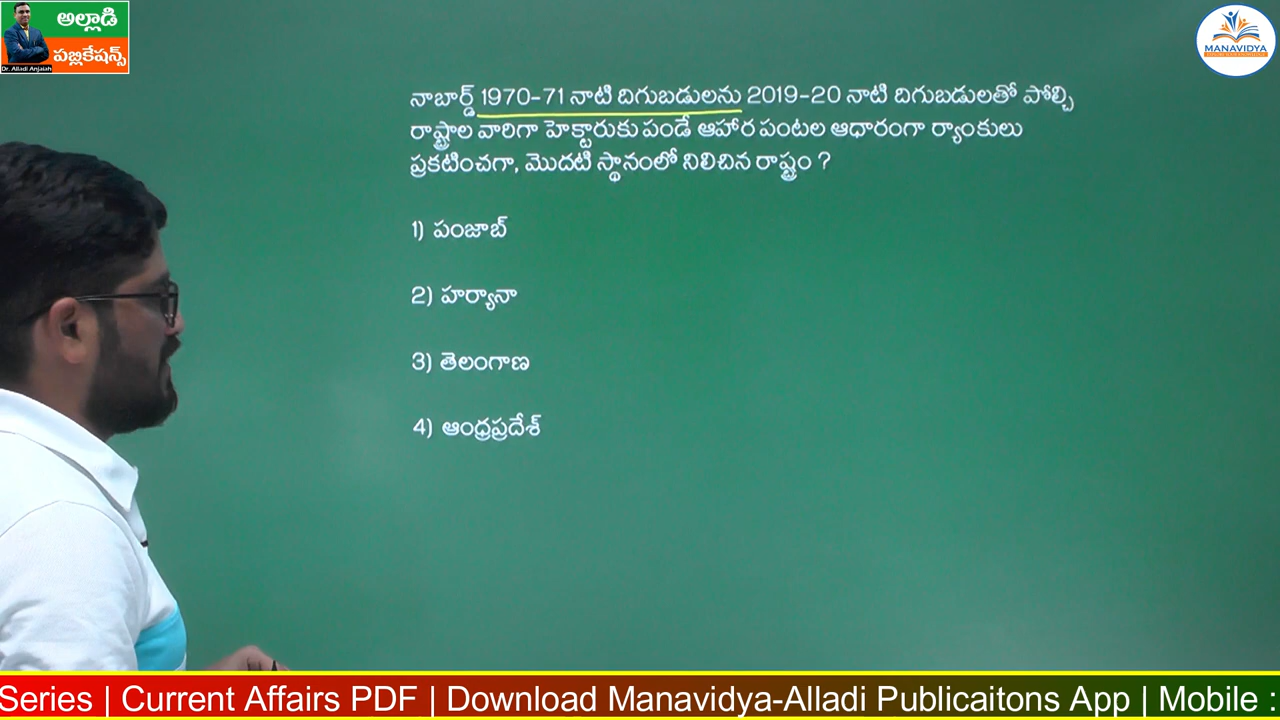 అల్లాడి
పబ్లికేషన్స్
Dr. Alladi Anjaiah
MANAVIDYA
నాబార్డ్ 1970-71 నాటి దిగుబడులను 2019-20 నాటి దిగుబడులతో పోల్చి
రాష్ట్రాల వారిగా హెక్టారుకు పండే ఆహార పంటల ఆధారంగా ర్యాంకులు
ప్రకటించగా, మొదటి స్థానంలో నిలిచిన రాష్ట్రం ?
1) పంజాబ్
2) హర్యానా
3) తెలంగాణ
4) ఆంధ్రప్రదేశ్
Series | Current Affairs PDF | Download Manavidya-Alladi Publicaitons App | Mobile :